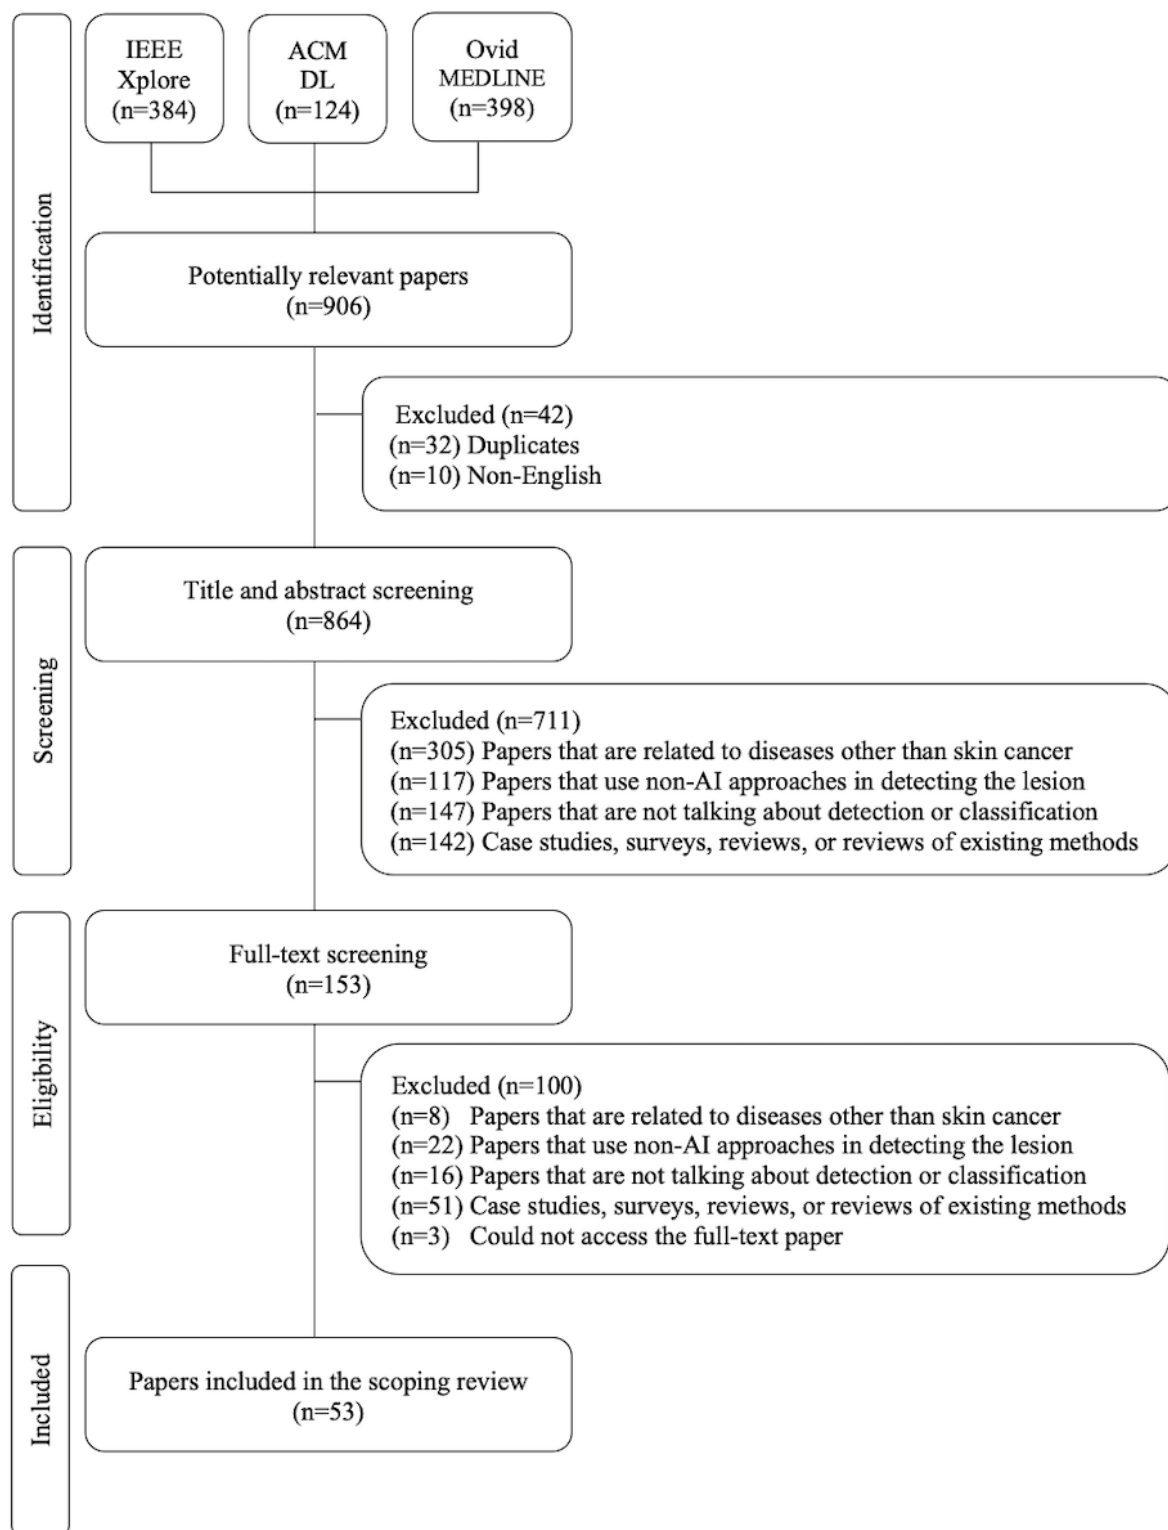 Identification
IEEE
Xplore
(n=384)
ACM
DL
(n=124)
Ovid
MEDLINE
(n=398)
Potentially relevant papers
(n=906)
Excluded (n=42)
(n=32) Duplicates
(n=10) Non-English
Screening
Title and abstract screening
(n=864)
Excluded (n=711)
(n=305) Papers that are related to diseases other than skin cancer
(n=117) Papers that use non-AI approaches in detecting the lesion
(n=147) Papers that are not talking about detection or classification
(n=142) Case studies, surveys, reviews, or reviews of existing methods
Eligibility
Full-text screening
(n=153)
Excluded (n=100)
(n=8) Papers that are related to diseases other than skin cancer
(n=22) Papers that use non-AI approaches in detecting the lesion
(n=16) Papers that are not talking about detection or classification
(n=51) Case studies, surveys, reviews, or reviews of existing methods
(n=3) Could not access the full-text paper
Included
Papers included in the scoping review
(n=53)